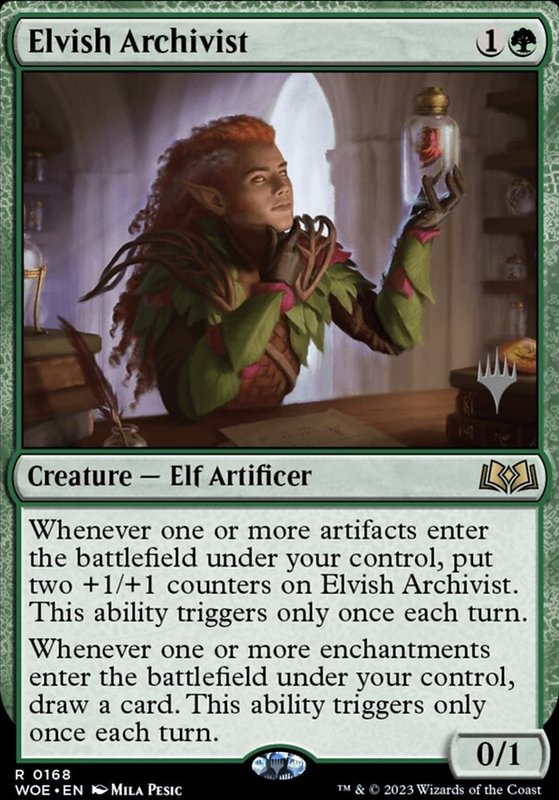 Elvish Archivist
1
Creature — Elf Artificer
Whenever one or more artifacts enter
the battlefield under your control, put
two +1/+1 counters on Elvish Archivist.
This ability triggers only once each turn.
Whenever one or more enchantments
enter the battlefield under your control,
draw a card. This ability triggers only
once each turn.
0/1
R 0168
WOE • EN Mila Pesic
™ & © 2023 Wizards of the Coast